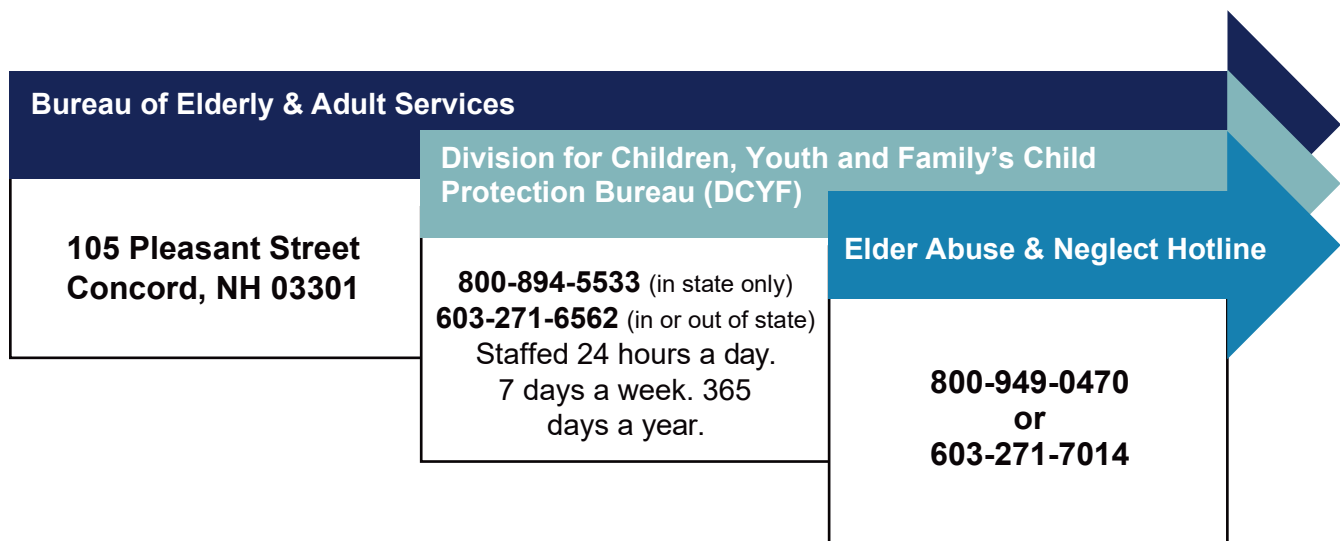 Bureau of Elderly & Adult Services
105 Pleasant Street
Concord, NH 03301
Division for Children, Youth and Family’s Child
Protection Bureau (DCYF)
800-894-5533 (in state only)
603-271-6562 (in or out of state)
Staffed 24 hours a day.
7 days a week. 365
days a year.
Elder Abuse & Neglect Hotline
800-949-0470
or
603-271-7014